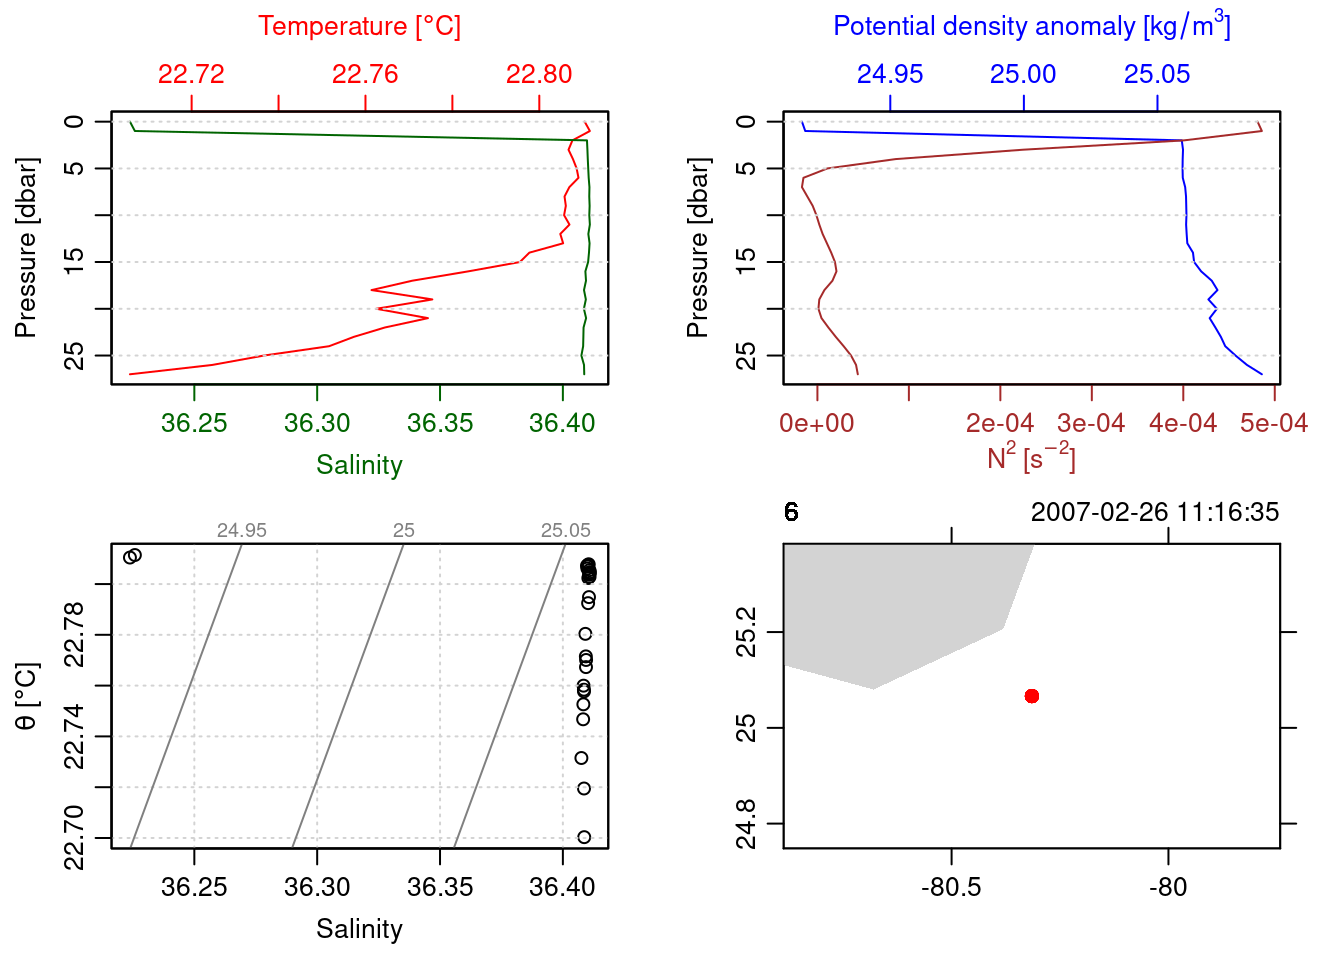 Temperature [°C]
22.72 22.76 22.80
0
5
15
25
Pressure [dbar]
36.25 36.30 36.35 36.40
Salinity
Potential density anomaly [kg/m³]
24.95 25.00 25.05
0
5
15
25
Pressure [dbar]
0e+00 2e-04 3e-04 4e-04 5e-04
N² [s⁻²]
24.95 25 25.05
22.78
22.74
22.70
θ [°C]
36.25 36.30 36.35 36.40
Salinity
6 2007-02-26 11:16:35
25.2
25
24.8
-80.5 -80